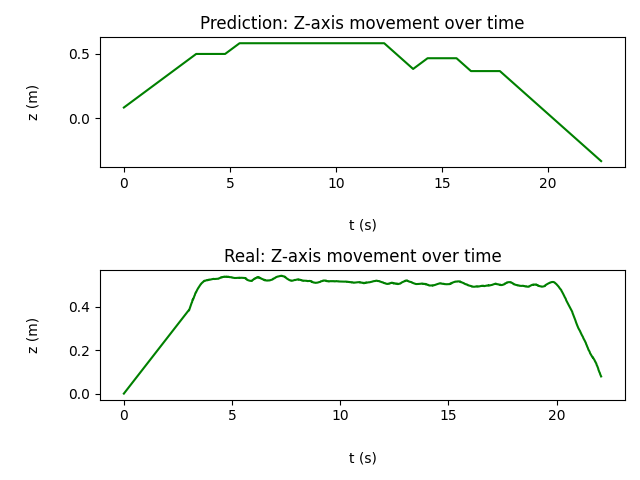 Prediction: Z-axis movement over time
0.5
0.0
z (m)
0 5 10 15 20
t (s)
Real: Z-axis movement over time
0.4
0.2
0.0
z (m)
0 5 10 15 20
t (s)